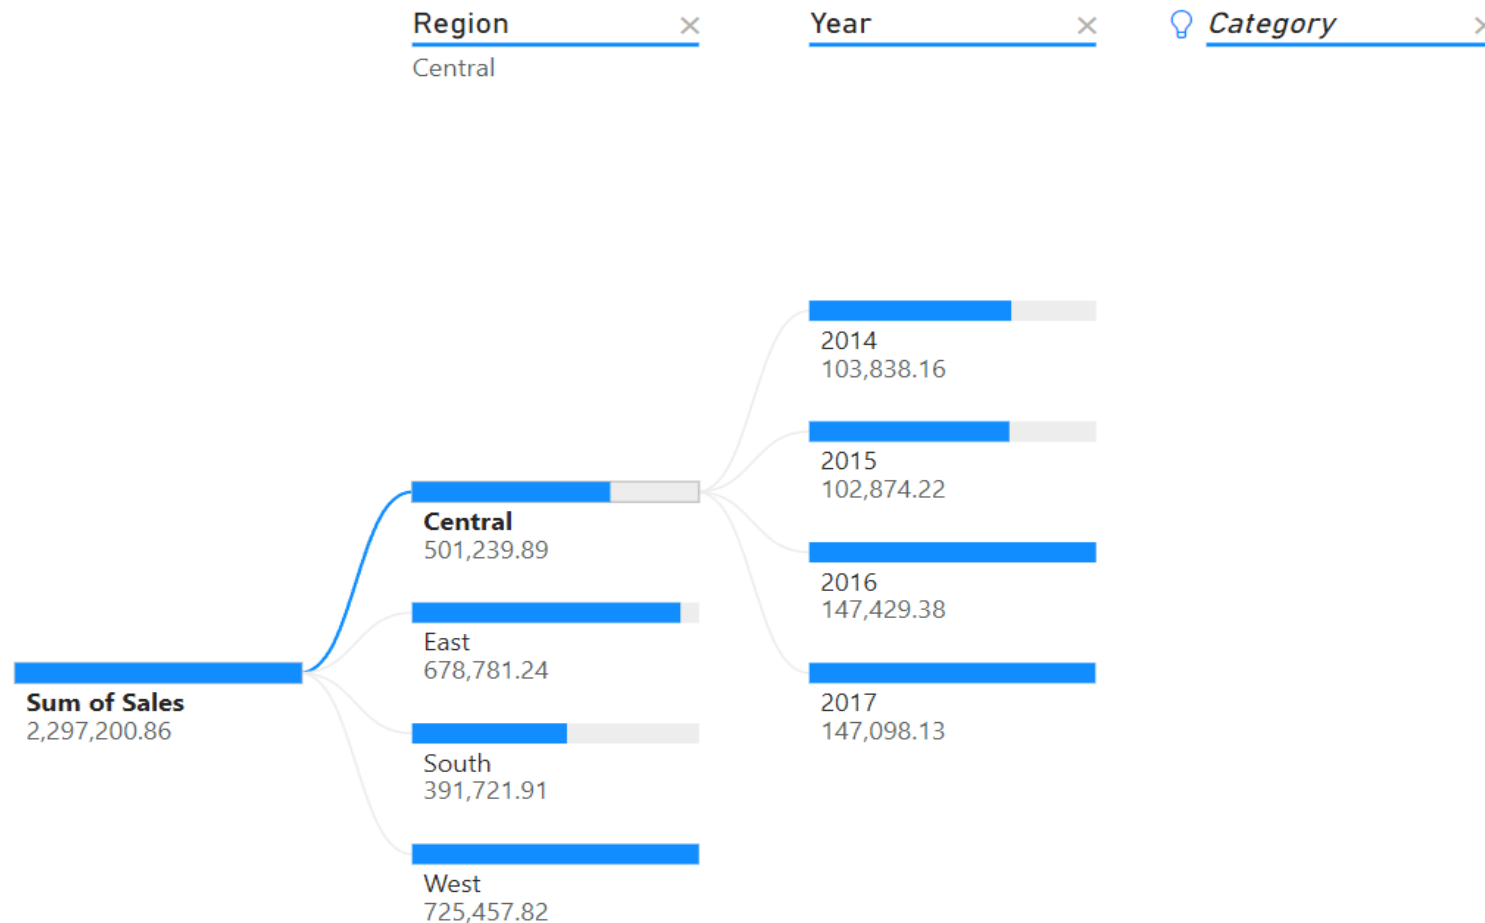 Region
Central
Year
Category
Sum of Sales
2,297,200.86
Central
501,239.89
East
678,781.24
South
391,721.91
West
725,457.82
2014
103,838.16
2015
102,874.22
2016
147,429.38
2017
147,098.13